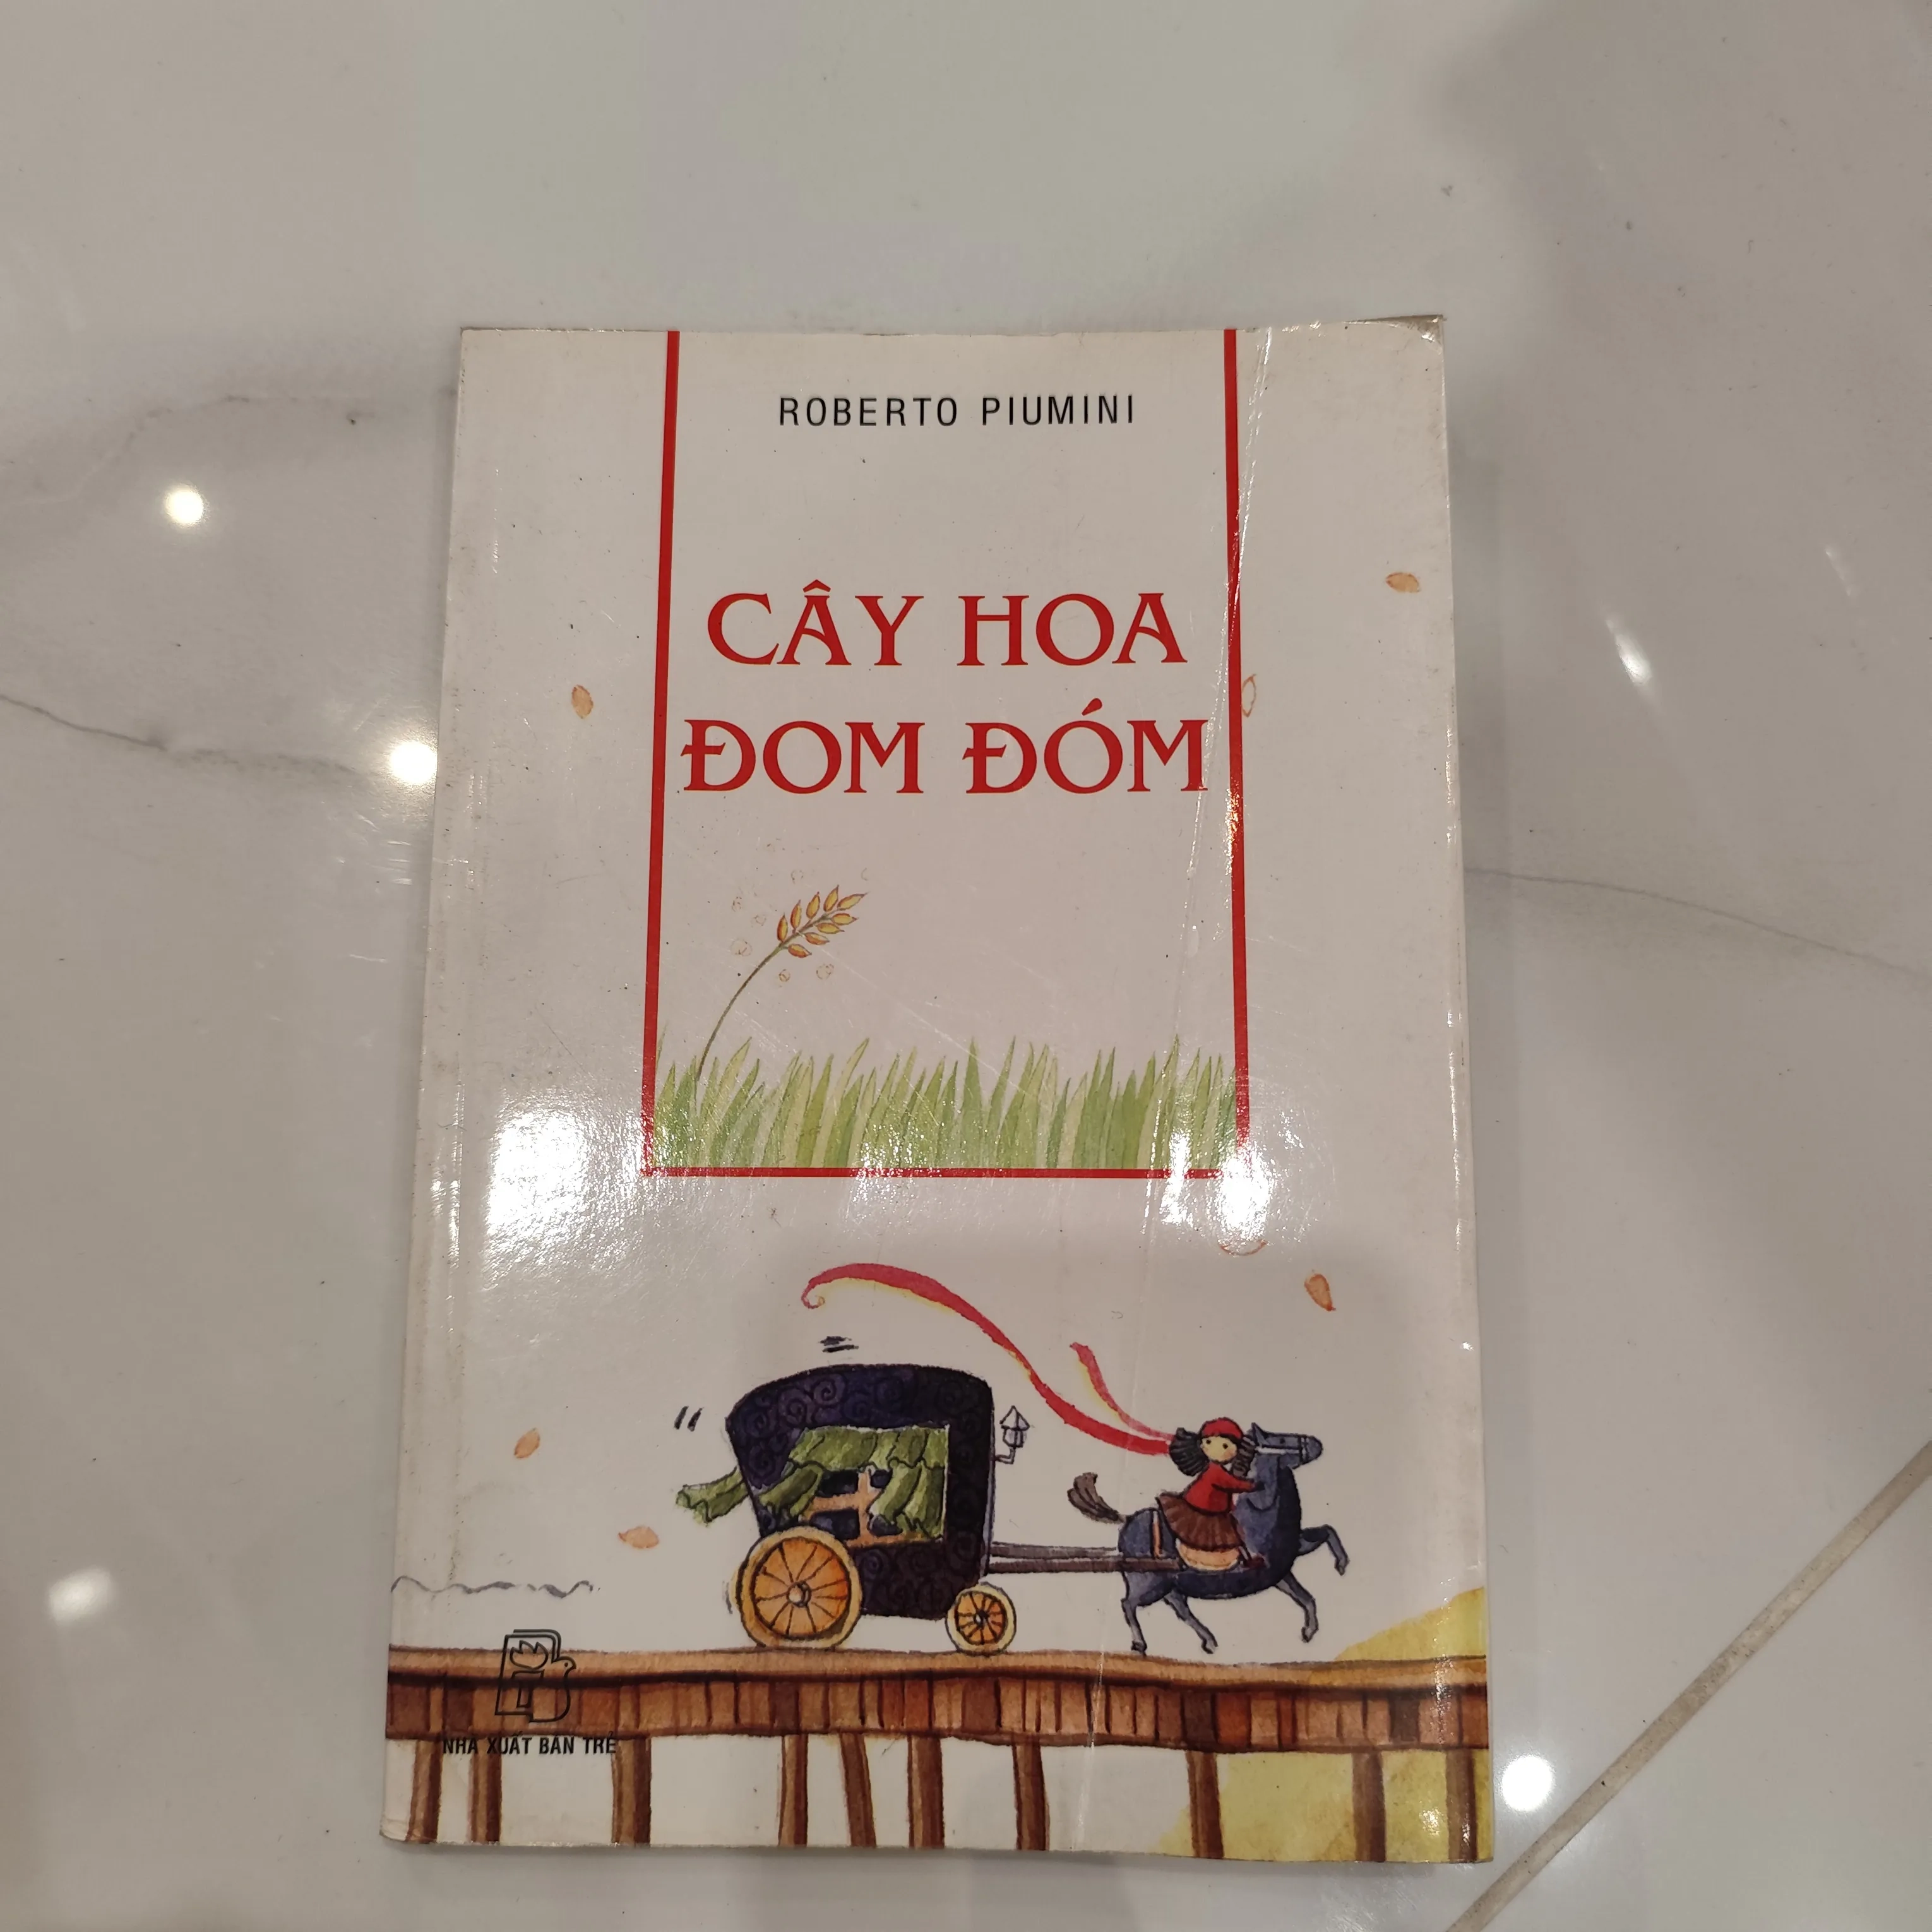 ROBERTO PIUMINI
CÂY HOA
ĐOM ĐÓM
NHÀ XUẤT BẢN TRẺ